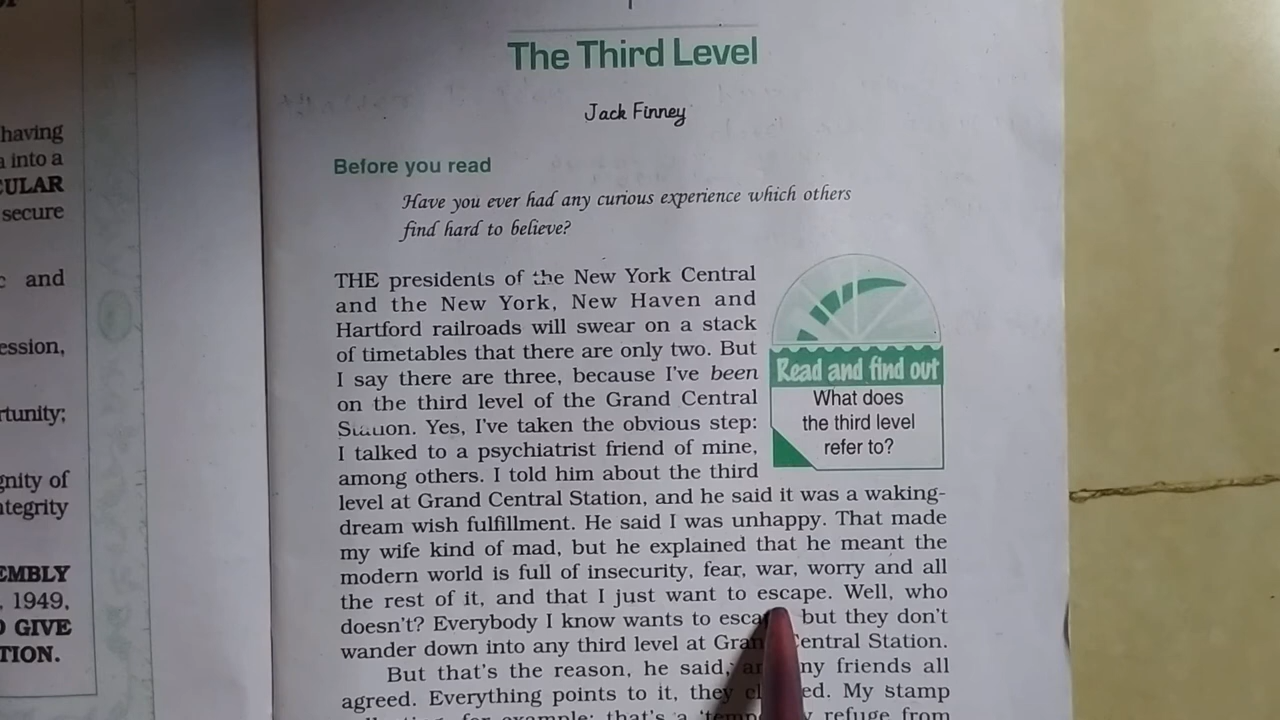 having
a into a
CULAR
secure
c and
ession,
rtunity;
gnity of
ntegrity
EMBLY
, 1949,
O GIVE
TION.
The Third Level
Jack Finney
Before you read
Have you ever had any curious experience which others
find hard to believe?
THE presidents of the New York Central
and the New York, New Haven and
Hartford railroads will swear on a stack
of timetables that there are only two. But
I say there are three, because I've been
on the third level of the Grand Central
Station. Yes, I've taken the obvious step:
I talked to a psychiatrist friend of mine,
among others. I told him about the third
level at Grand Central Station, and he said it was a waking-
dream wish fulfillment. He said I was unhappy. That made
my wife kind of mad, but he explained that he meant the
modern world is full of insecurity, fear, war, worry and all
the rest of it, and that I just want to escape. Well, who
doesn't? Everybody I know wants to but they don't
wander down into any third level at Central Station.
But that's the reason, he said, friends all
agreed. Everything points to it, they My stamp
for example; that's a refuge from
Read and find out
What does
the third level
refer to?